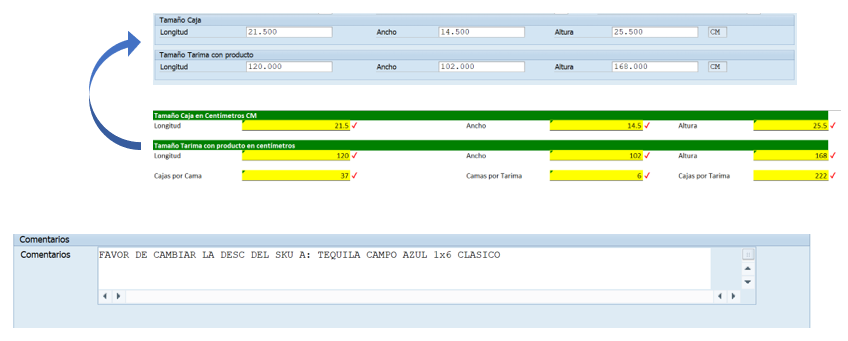 Tamaño Caja
Longitud 21.500 Ancho 14.500 Altura 25.500 CM
Tamaño Tarima con producto
Longitud 120.000 Ancho 102.000 Altura 168.000 CM
Tamaño Caja en Centímetros CM
Longitud 21.5 ✓ Ancho 14.5 ✓ Altura 25.5 ✓
Tamaño Tarima con producto en centímetros
Longitud 120 ✓ Ancho 102 ✓ Altura 168 ✓
Cajas por Cama 37 ✓ Camas por Tarima 6 ✓ Cajas por Tarima 222 ✓
Comentarios
Comentarios FAVOR DE CAMBIAR LA DESC DEL SKU A: TEQUILA CAMPO AZUL 1x6 CLASICO